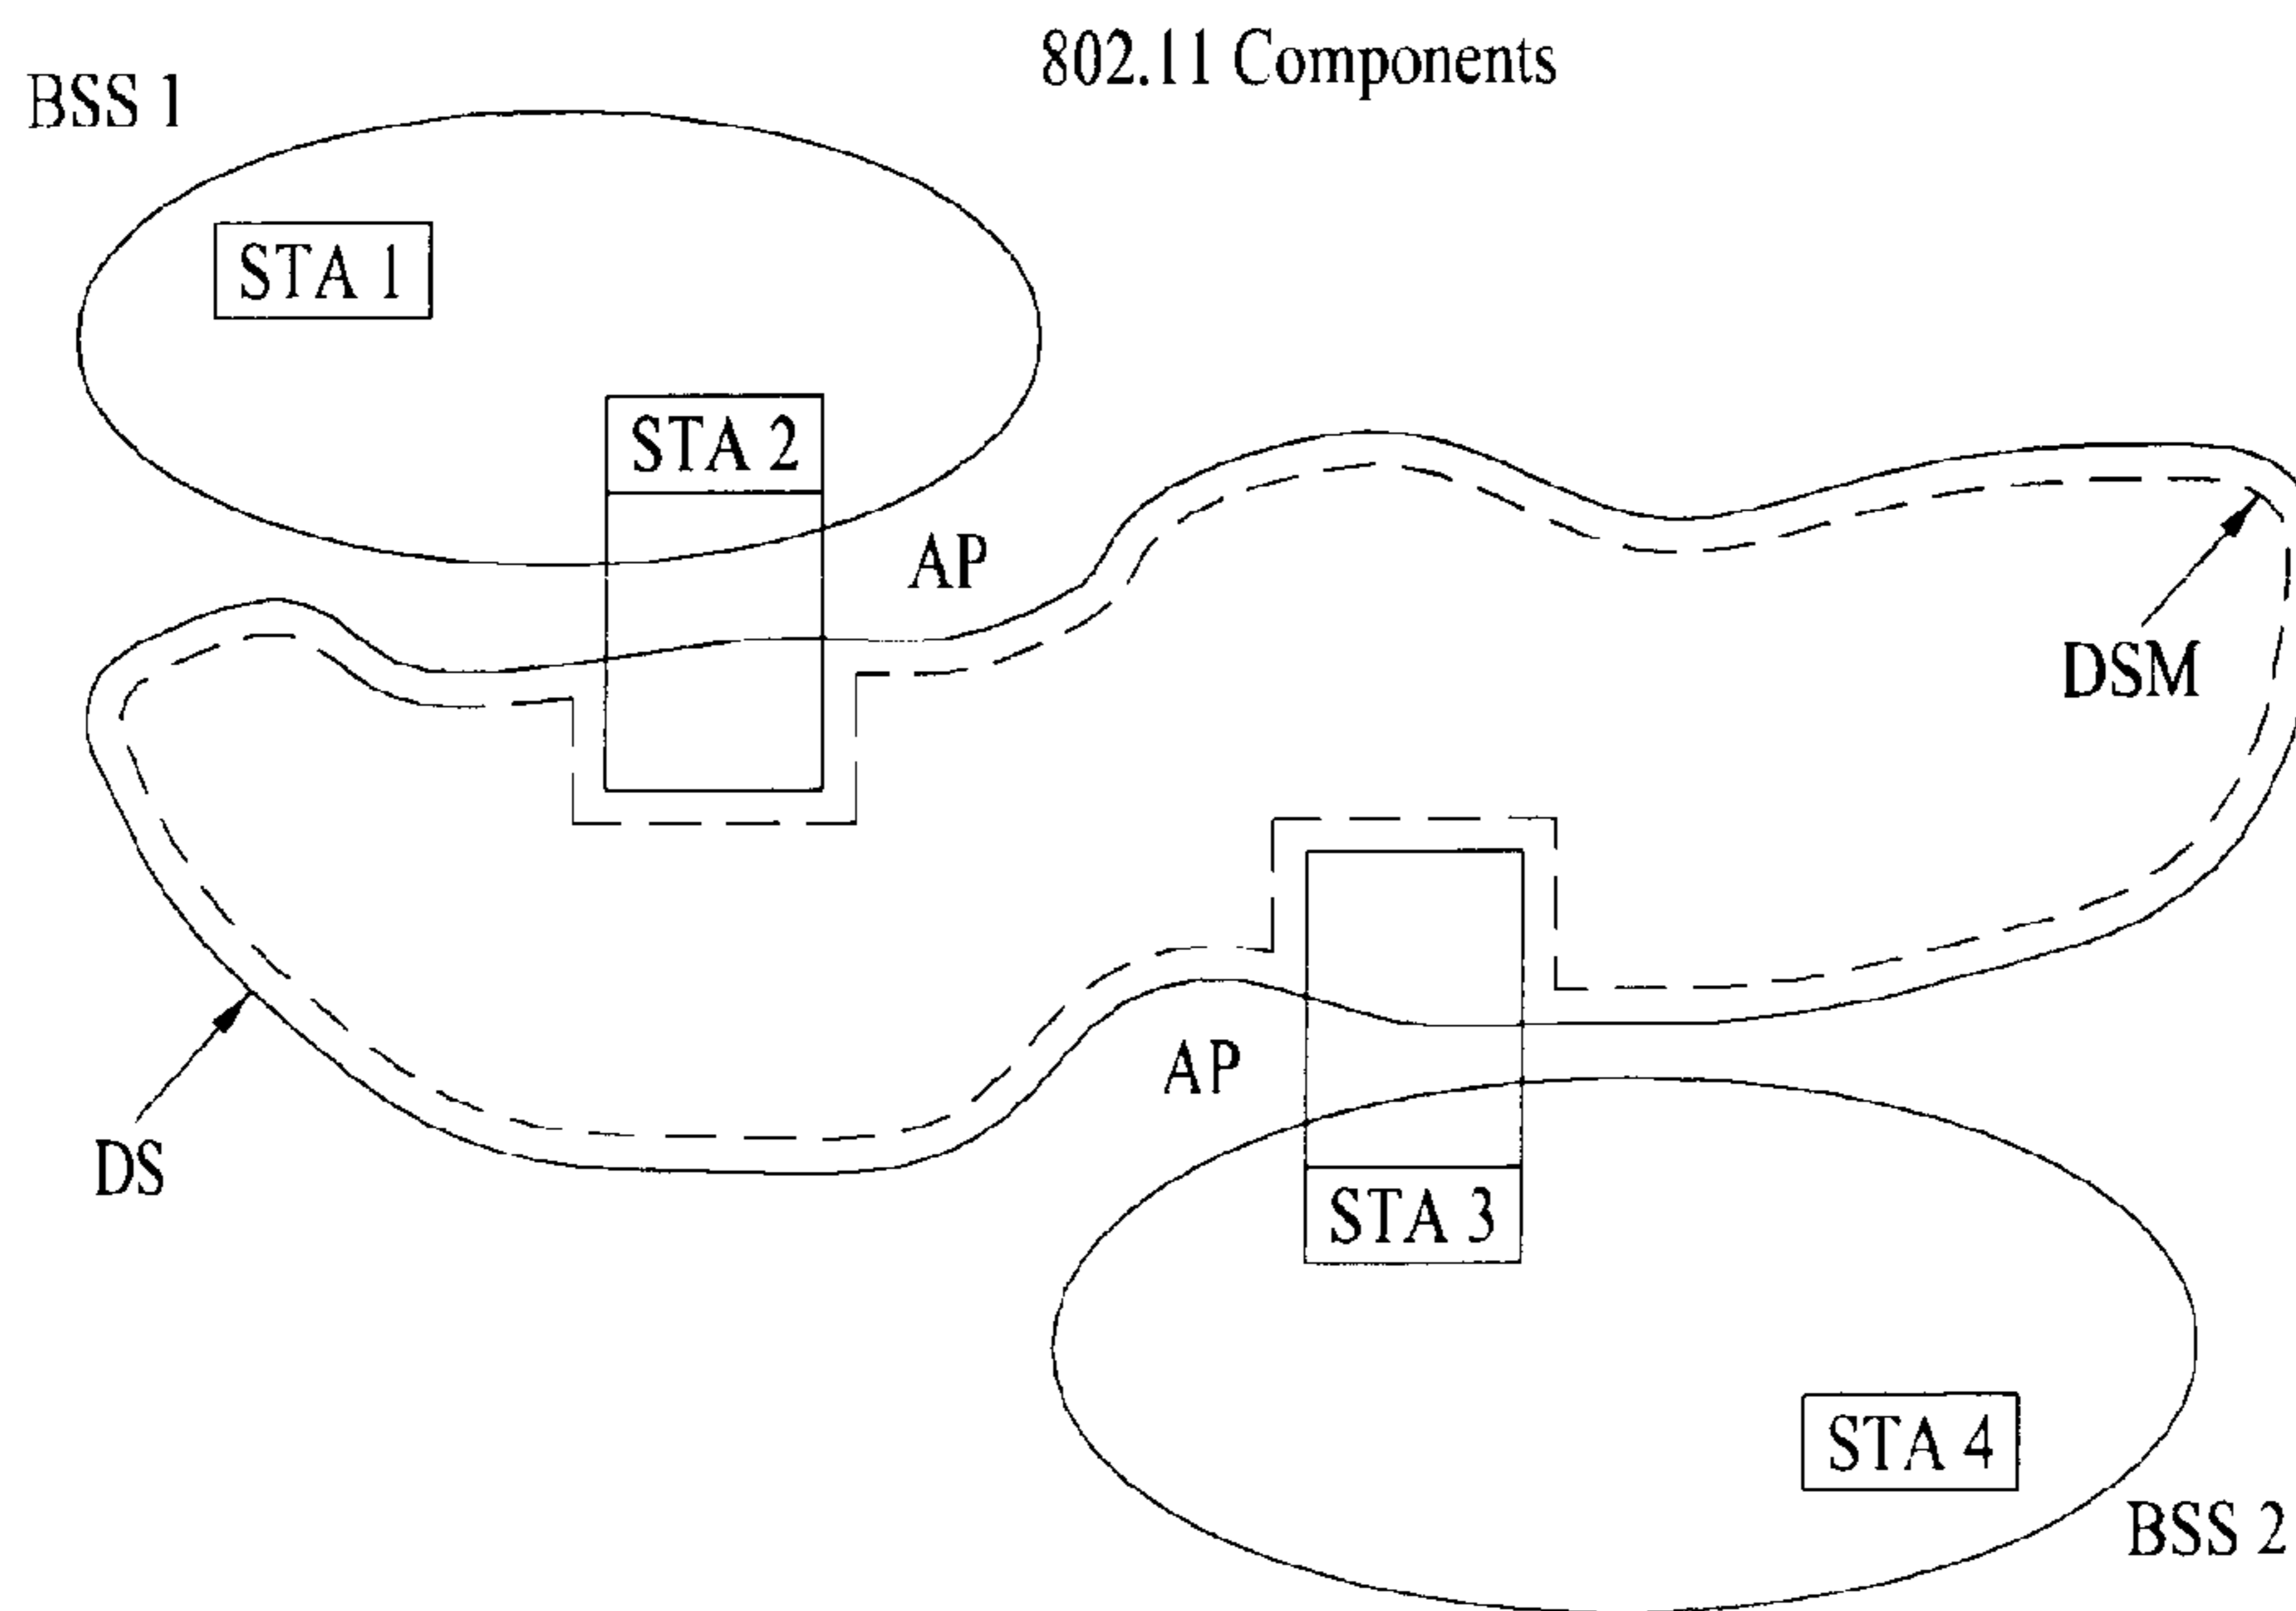 802.11 Components
BSS 1
STA 1
STA 2
AP
DSM
AP
DS
STA 3
STA 4
BSS 2